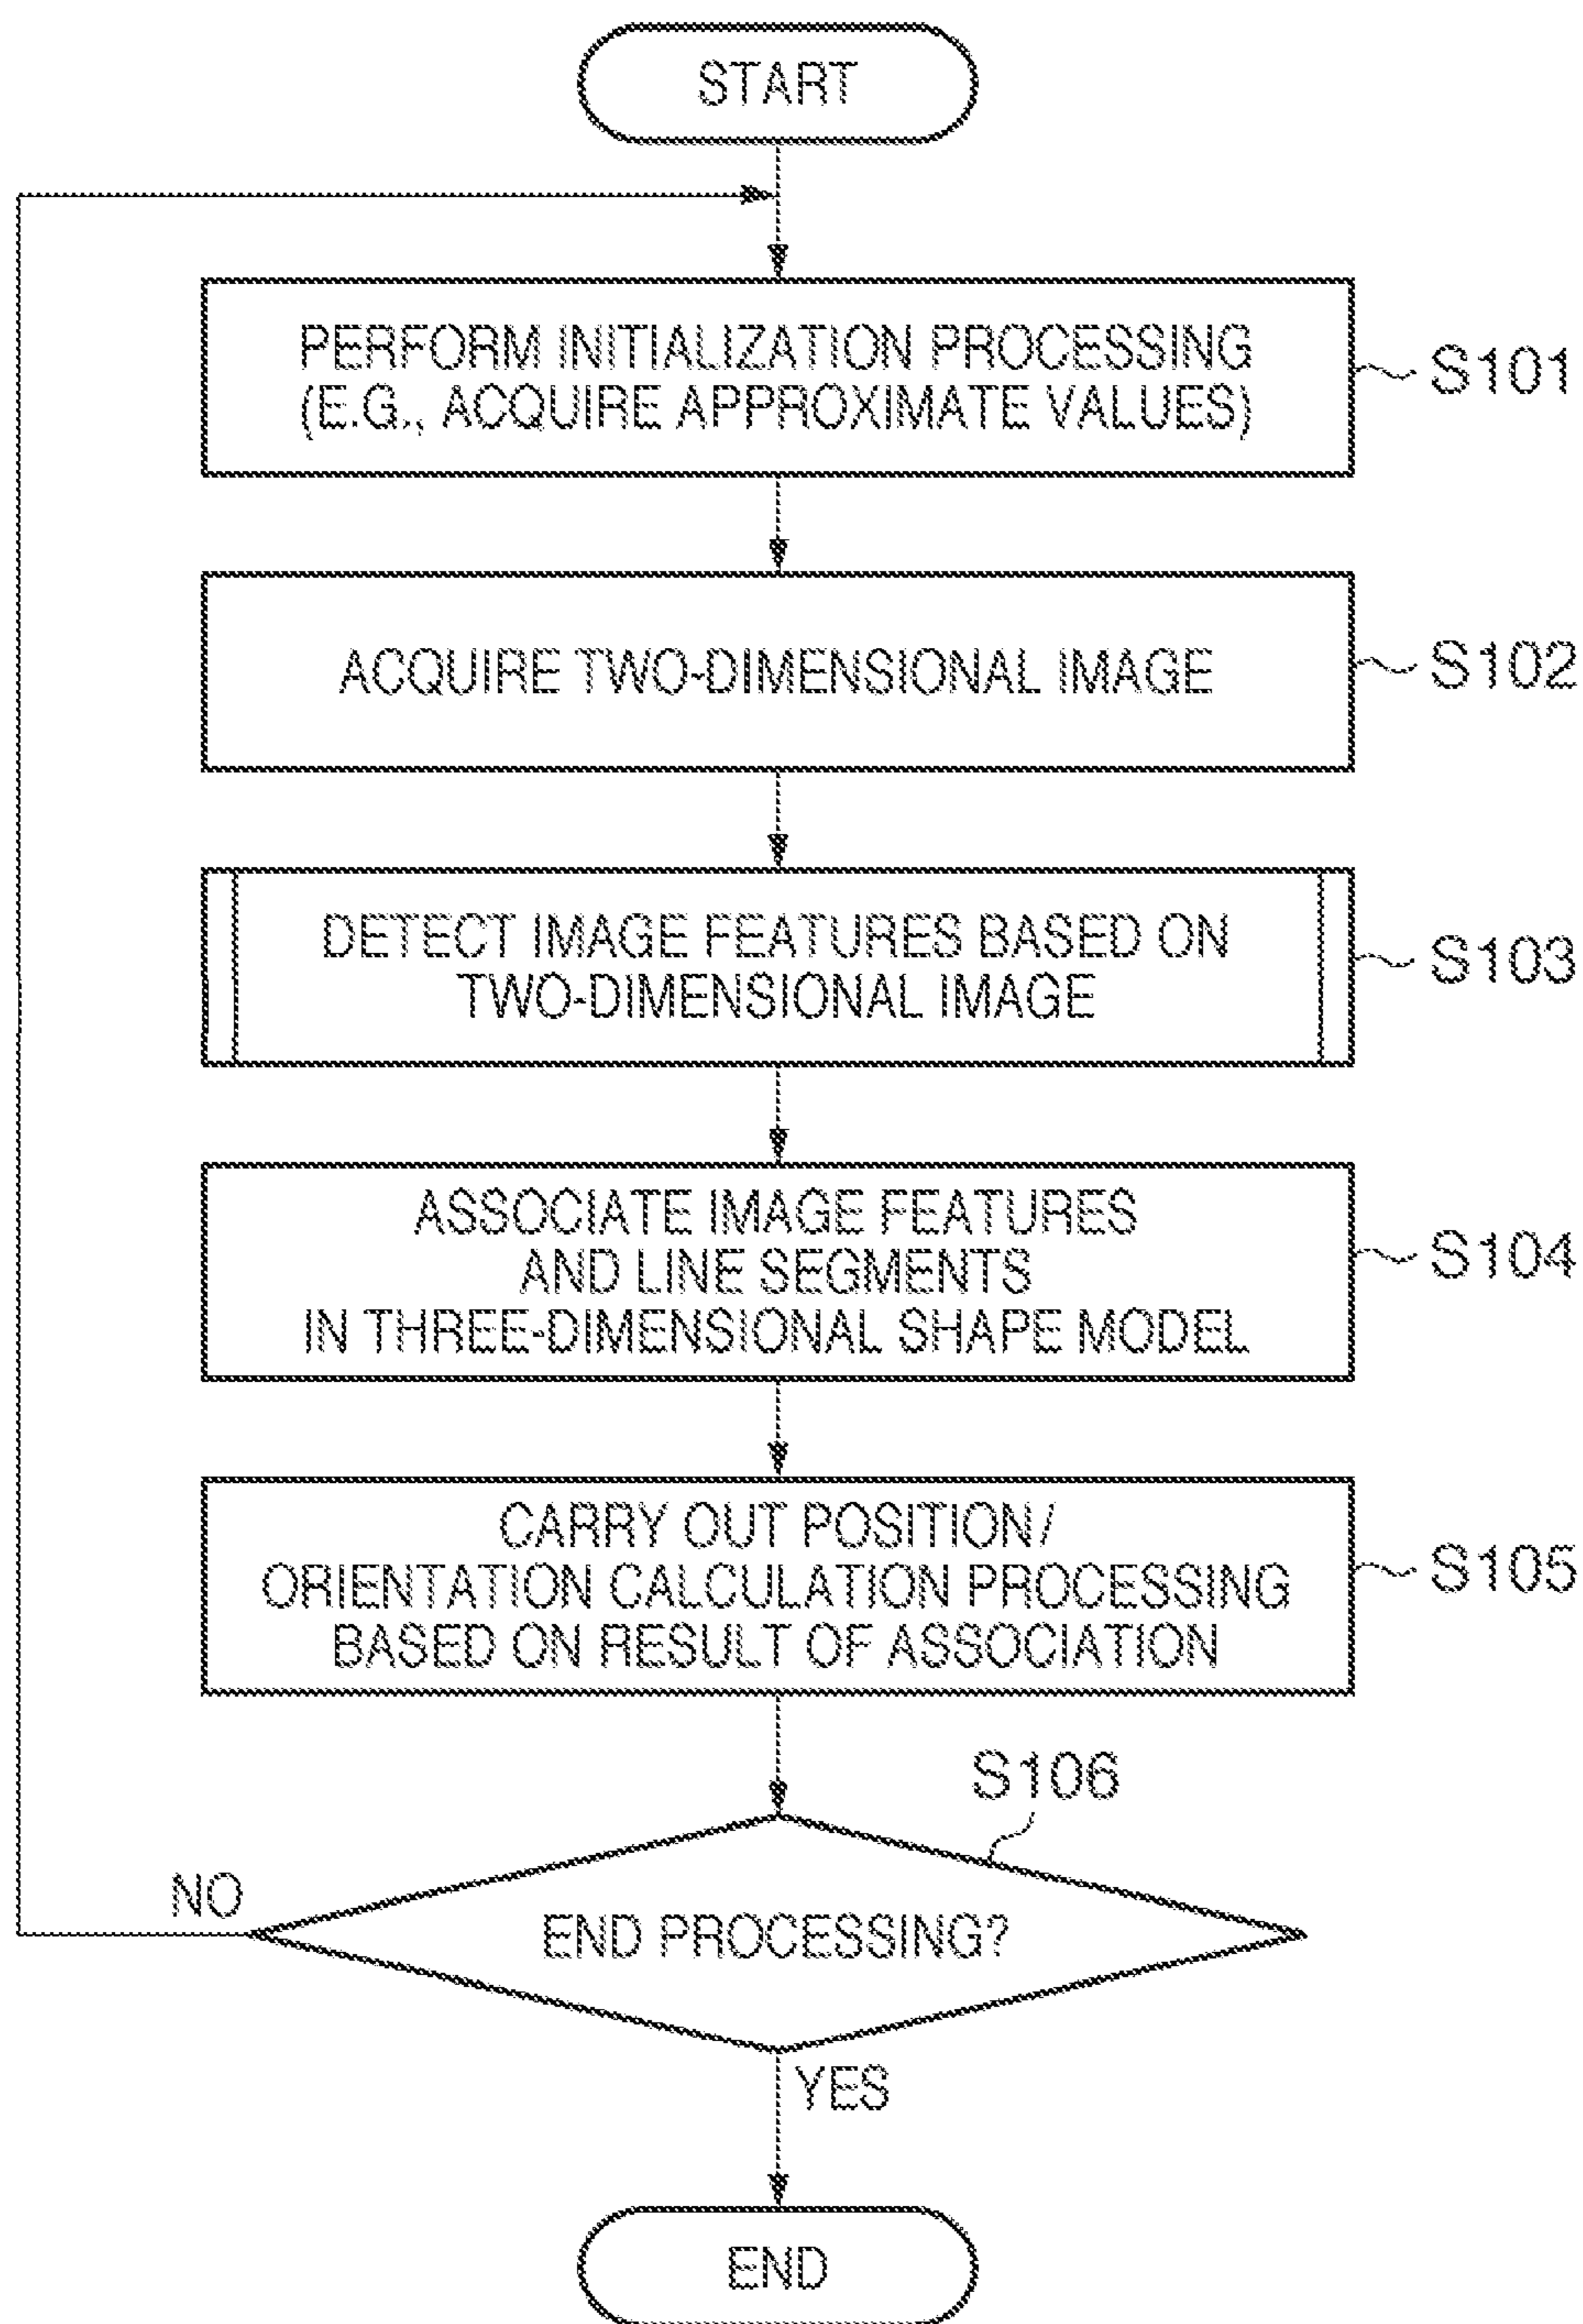 START
PERFORM INITIALIZATION PROCESSING
(E.G., ACQUIRE APPROXIMATE VALUES)
S101
ACQUIRE TWO-DIMENSIONAL IMAGE
S102
DETECT IMAGE FEATURES BASED ON
TWO-DIMENSIONAL IMAGE
S103
ASSOCIATE IMAGE FEATURES
AND LINE SEGMENTS
IN THREE-DIMENSIONAL SHAPE MODEL
S104
CARRY OUT POSITION/
ORIENTATION CALCULATION PROCESSING
BASED ON RESULT OF ASSOCIATION
S105
S106
NO
END PROCESSING?
YES
END